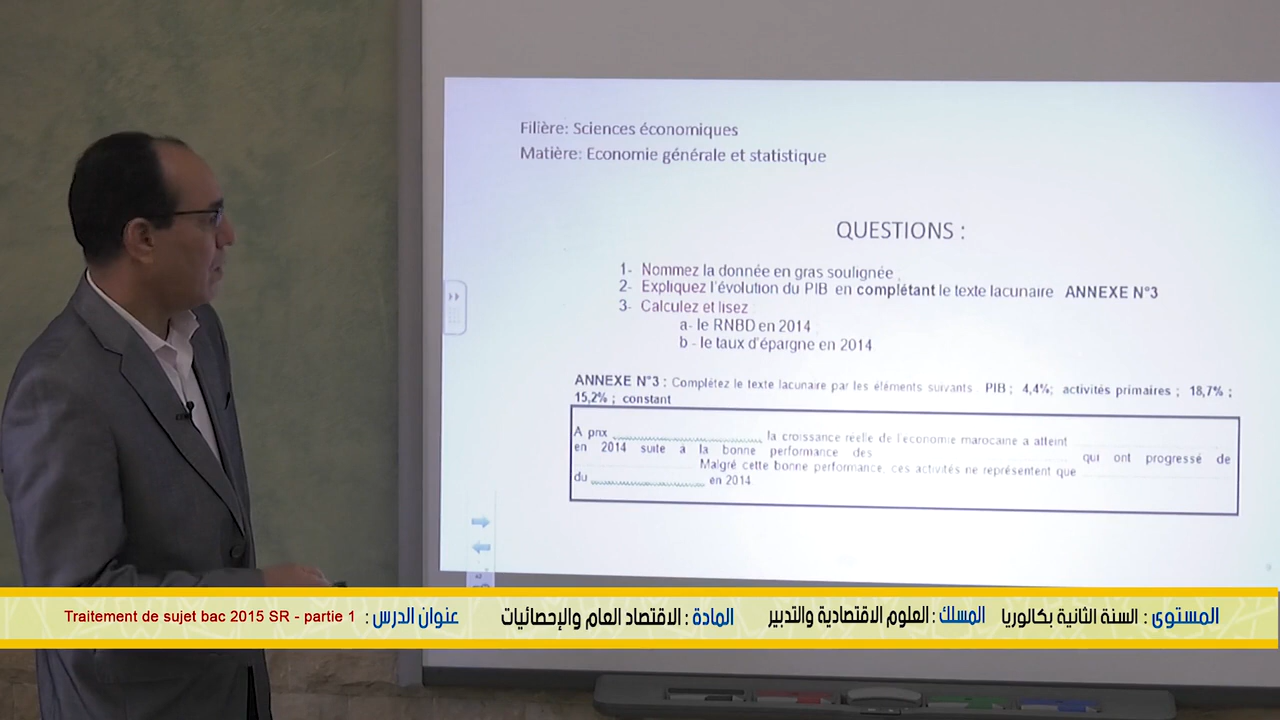 Filière: Sciences économiques
Matière: Economie générale et statistique
QUESTIONS :
1- Nommez la donnée en gras soulignée
2- Expliquez l'évolution du PIB en complétant le texte lacunaire ANNEXE N°3
3- Calculez et lisez
a- le RNBD en 2014
b - le taux d'épargne en 2014
ANNEXE N°3 : Complétez le texte lacunaire par les éléments suivants PIB ; 4,4%; activités primaires ; 18,7% ;
15,2% ; constant
A prix la croissance réelle de l'economie marocaine a atteint
en 2014 suite à la bonne performance des qui ont progressé de
Malgré cette bonne performance, ces activités ne représentent que
du en 2014
المستوى : السنة الثانية بكالوريا المسلك : العلوم الاقتصادية والتدبير المادة : الاقتصاد العام والإحصائيات عنوان الدرس : Traitement de sujet bac 2015 SR - partie 1